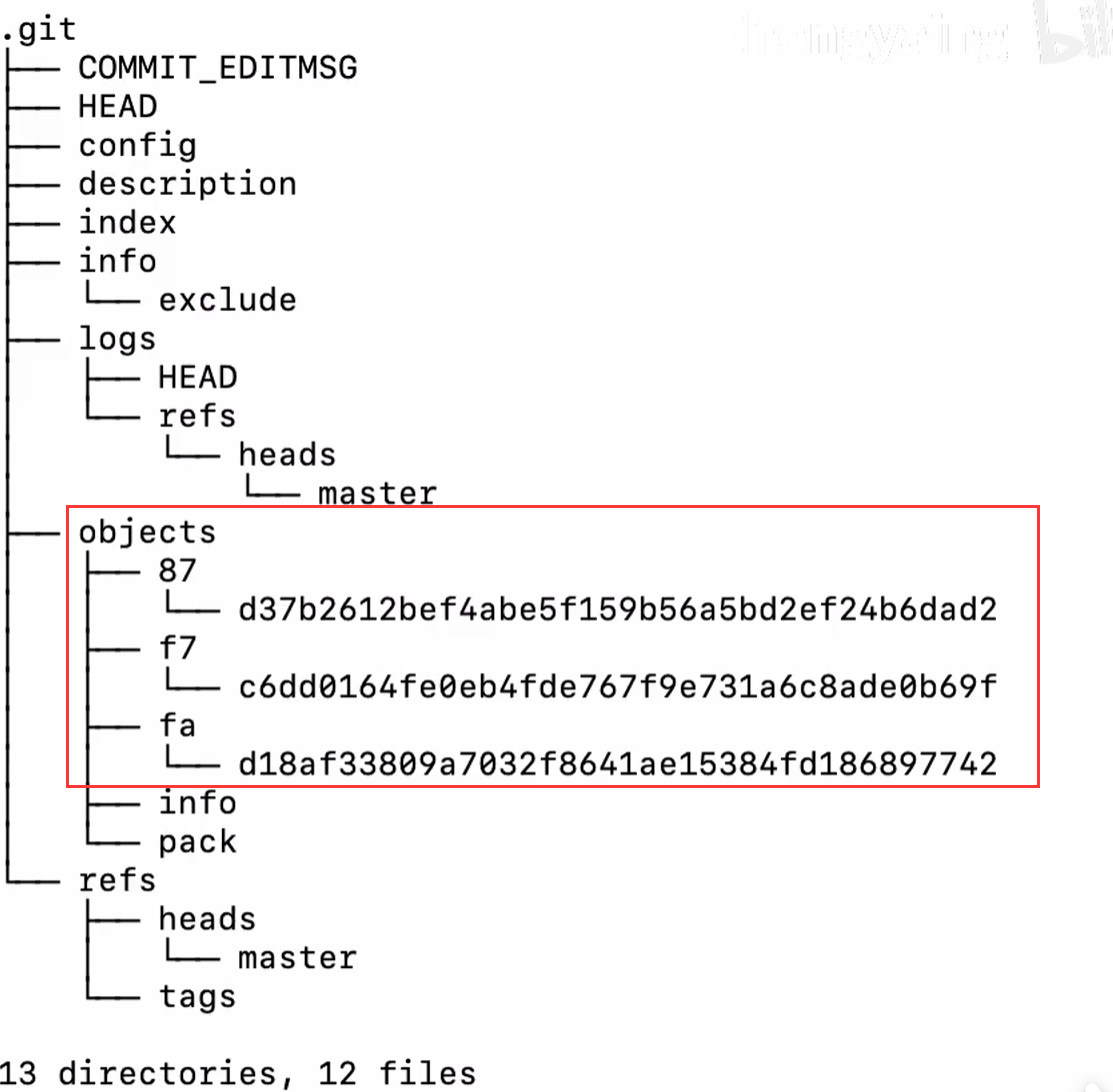 .git
├── COMMIT_EDITMSG
├── HEAD
├── config
├── description
├── index
├── info
│   └── exclude
├── logs
│   ├── HEAD
│   └── refs
│       └── heads
│           └── master
├── objects
│   ├── 87
│   │   └── d37b2612bef4abe5f159b56a5bd2ef24b6dad2
│   ├── f7
│   │   └── c6dd0164fe0eb4fde767f9e731a6c8ade0b69f
│   ├── fa
│   │   └── d18af33809a7032f8641ae15384fd186897742
│   ├── info
│   └── pack
└── refs
    ├── heads
    │   └── master
    └── tags
13 directories, 12 files